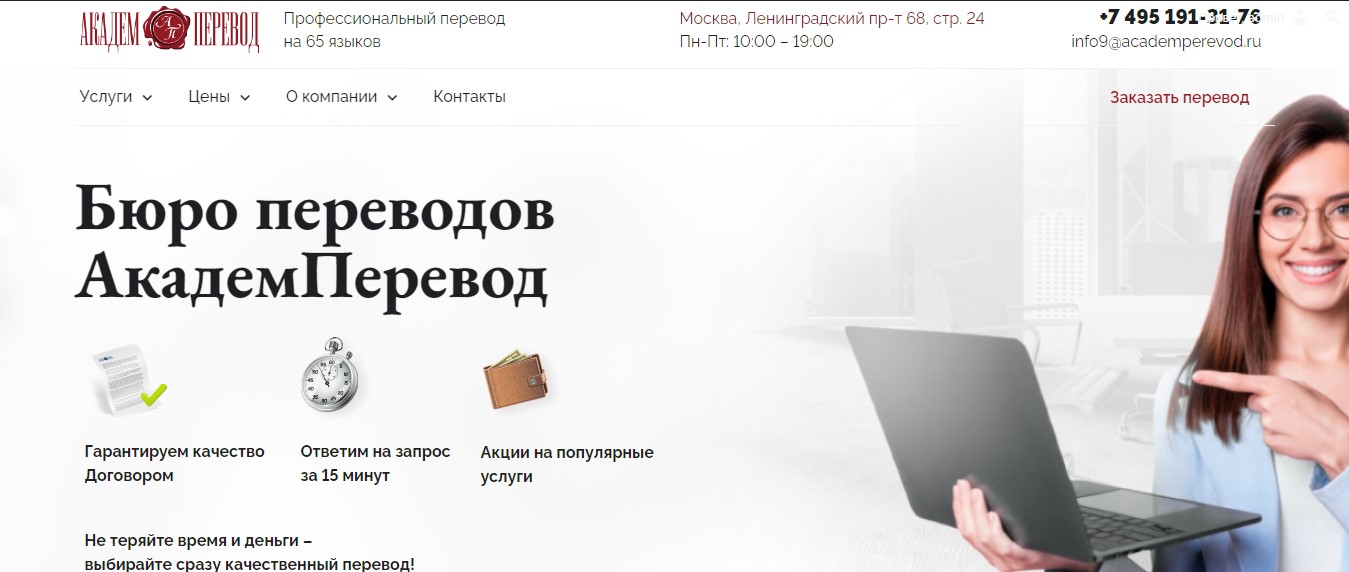 АКАДЕМ АП ПЕРЕВОД
Профессиональный перевод
на 65 языков
Москва, Ленинградский пр-т 68, стр. 24
Пн-Пт: 10:00 – 19:00
+7 495 191-31-76
info9@academperevod.ru
Услуги
Цены
О компании
Контакты
Заказать перевод
Бюро переводов
АкадемПеревод
Гарантируем качество
Договором
Ответим на запрос
за 15 минут
Акции на популярные
услуги
Не теряйте время и деньги –
выбирайте сразу качественный перевод!